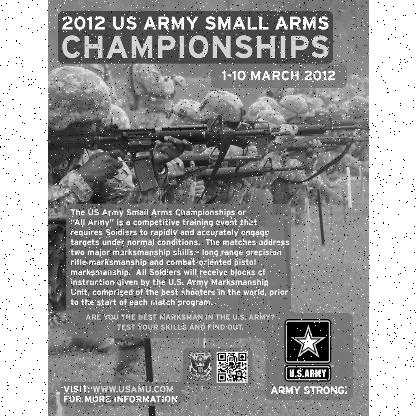 2012 US ARMY SMALL ARMS
CHAMPIONSHIPS
1-10 MARCH 2012
The US Army Small Arms Championships or
"All Army" is a competitive training event that
requires Soldiers to rapidly and accurately engage
targets under normal conditions. The matches address
two major marksmanship skills - long range precision
rifle marksmanship and combat-oriented pistol
marksmanship. All Soldiers will receive blocks of
instruction given by the U.S. Army Marksmanship
Unit, comprised of the best shooters in the world, prior
to the start of each match program.
ARE YOU THE BEST MARKSMAN IN THE U.S. ARMY?
TEST YOUR SKILLS AND FIND OUT.
U.S. ARMY
VISIT: WWW.USAMU.COM
FOR MORE INFORMATION
ARMY STRONG.